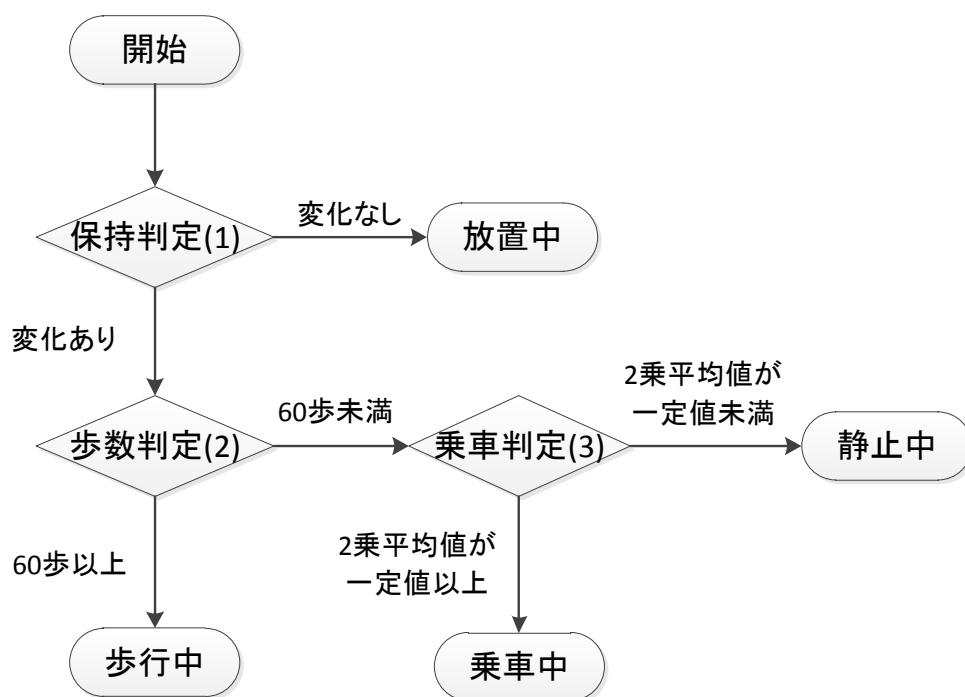 開始
保持判定(1)
変化なし
放置中
変化あり
歩数判定(2)
60歩未満
乗車判定(3)
2乗平均値が
一定値未満
静止中
60歩以上
歩行中
2乗平均値が
一定値以上
乗車中